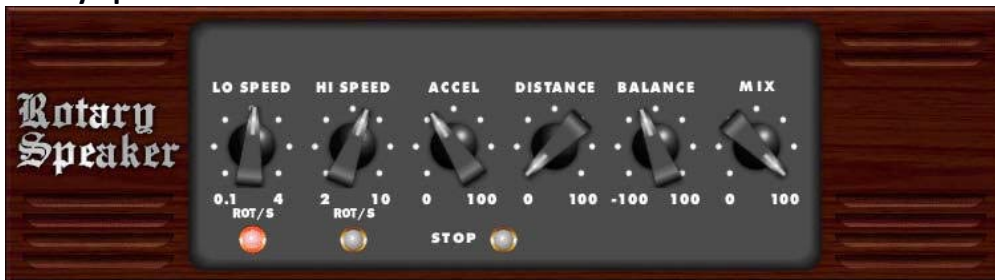 Rotary
Speaker
LO SPEED HI SPEED ACCEL DISTANCE BALANCE MIX
0.1 4 2 10 0 100 0 100 -100 100 0 100
ROT/S ROT/S
STOP